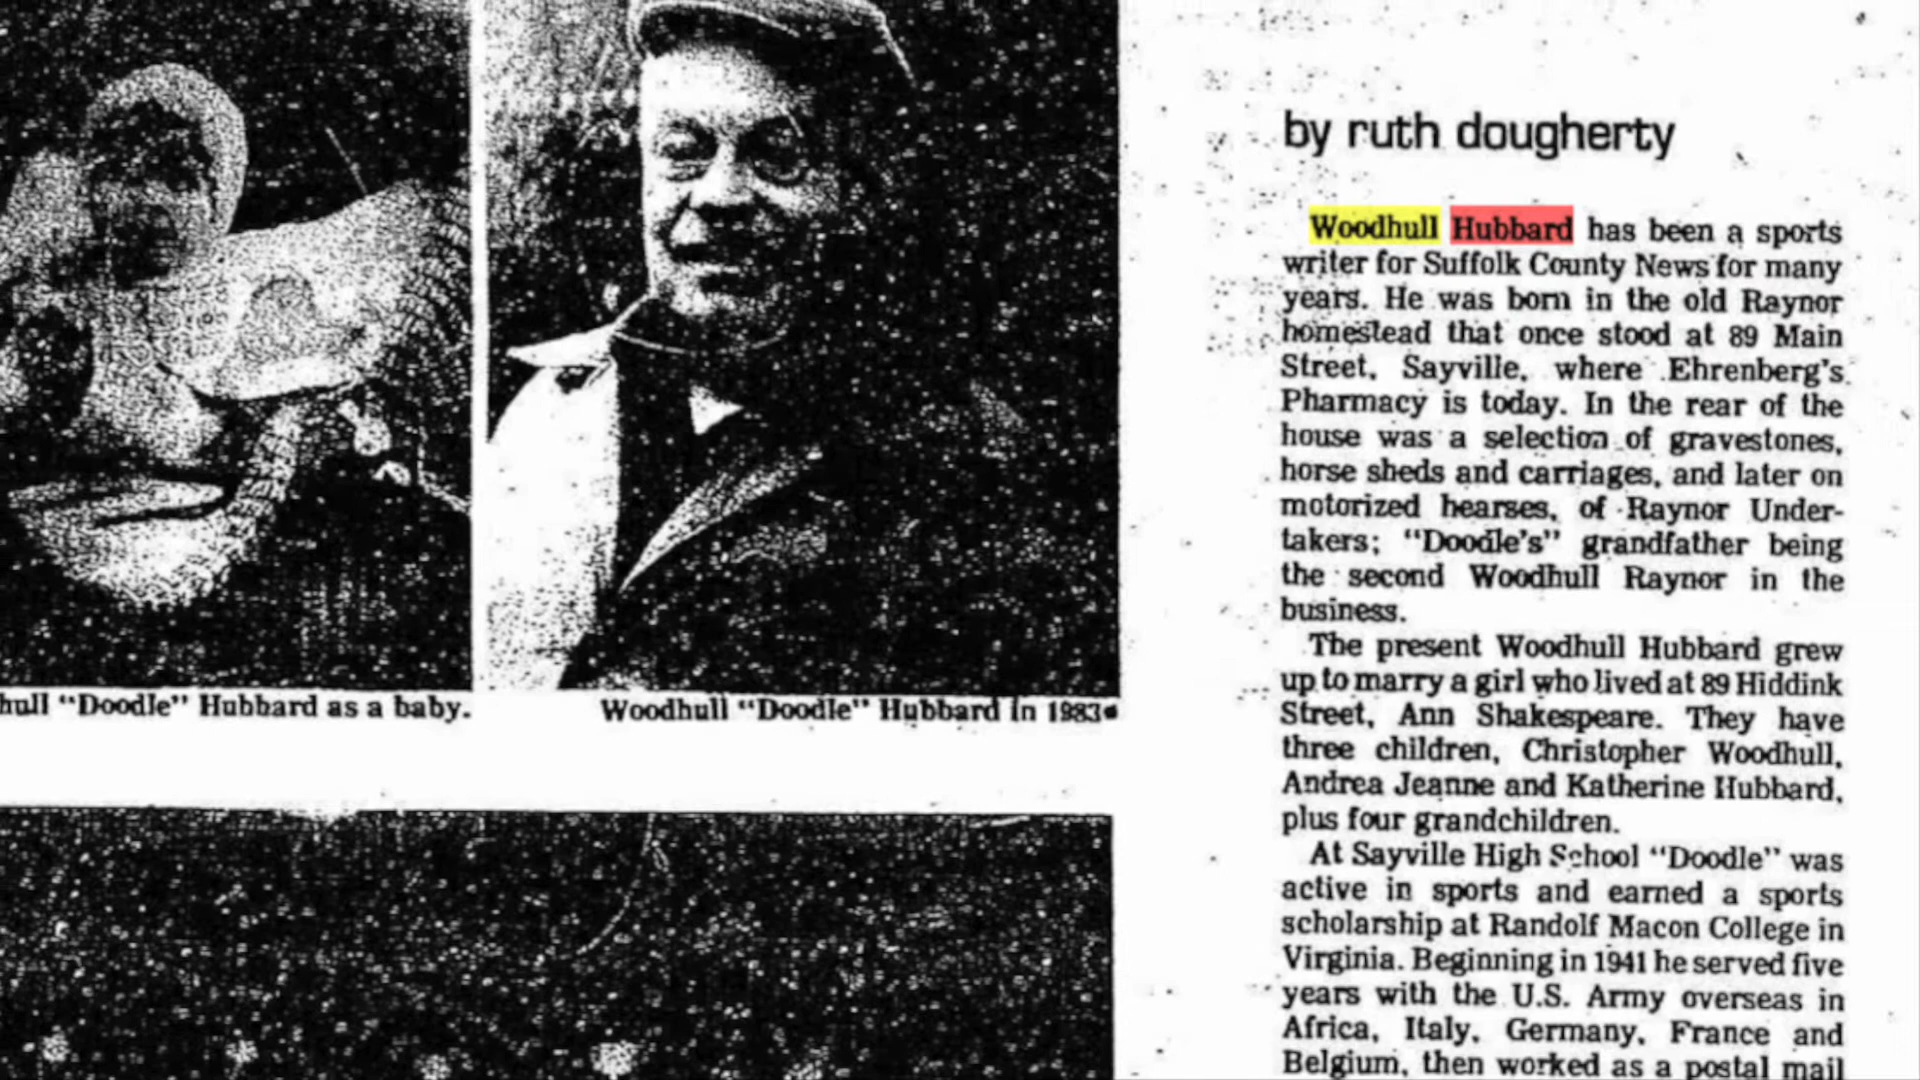 hull "Doodle" Hubbard as a baby.
Woodhull "Doodle" Hubbard in 1983
by ruth dougherty
Woodhull Hubbard has been a sports
writer for Suffolk County News for many
years. He was born in the old Raynor
homestead that once stood at 89 Main
Street, Sayville, where Ehrenberg's
Pharmacy is today. In the rear of the
house was a selection of gravestones,
horse sheds and carriages, and later on
motorized hearses, of Raynor Under-
takers; "Doodle's" grandfather being
the second Woodhull Raynor in the
business.
The present Woodhull Hubbard grew
up to marry a girl who lived at 89 Hiddink
Street, Ann Shakespeare. They have
three children, Christopher Woodhull,
Andrea Jeanne and Katherine Hubbard,
plus four grandchildren.
At Sayville High School "Doodle" was
active in sports and earned a sports
scholarship at Randolf Macon College in
Virginia. Beginning in 1941 he served five
years with the U.S. Army overseas in
Africa, Italy, Germany, France and
Belgium, then worked as a postal mail